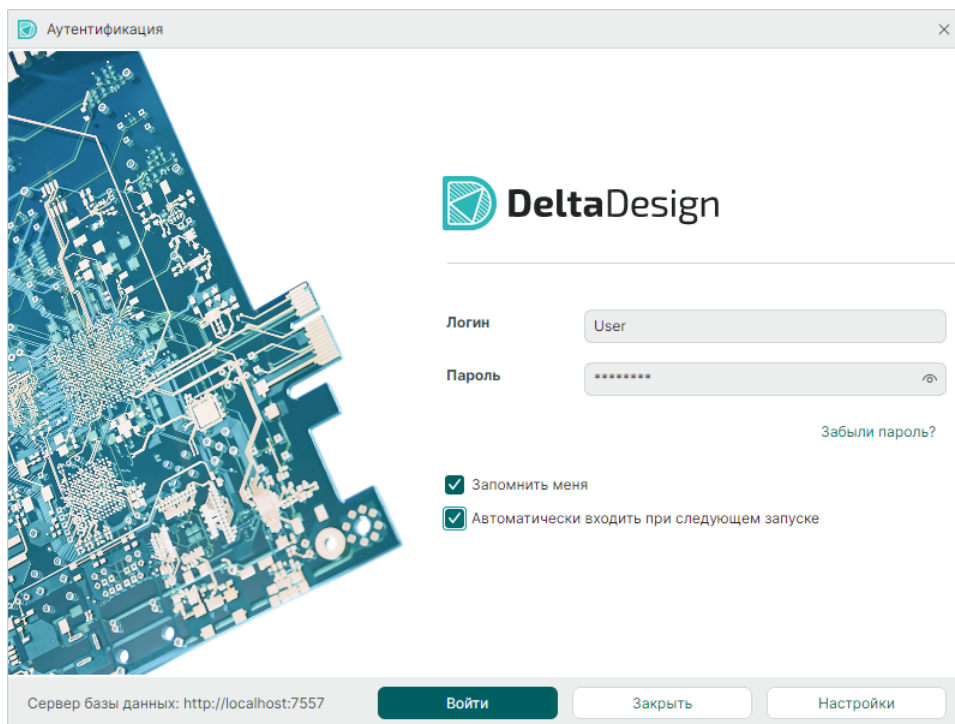 Аутентификация
DeltaDesign
Логин
User
Пароль
********
Забыли пароль?
Запомнить меня
Автоматически входить при следующем запуске
Сервер базы данных: http://localhost:7557
Войти
Закрыть
Настройки